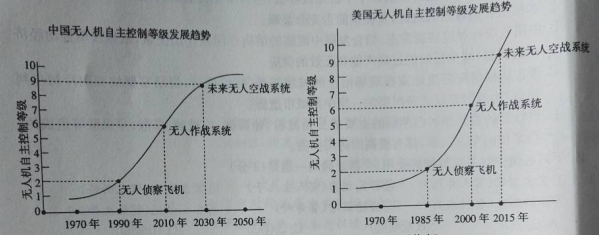 中国无人机自主控制等级发展趋势
无人机自主控制等级
10
9
8
7
6
5
4
3
2
1
0
未来无人空战系统
无人作战系统
无人侦察飞机
1970年
1990年
2010年
2030年
2050年
美国无人机自主控制等级发展趋势
无人机自主控制等级
10
9
8
7
6
5
4
3
2
1
0
未来无人空战系统
无人作战系统
无人侦察飞机
1970年
1985年
2000年
2015年